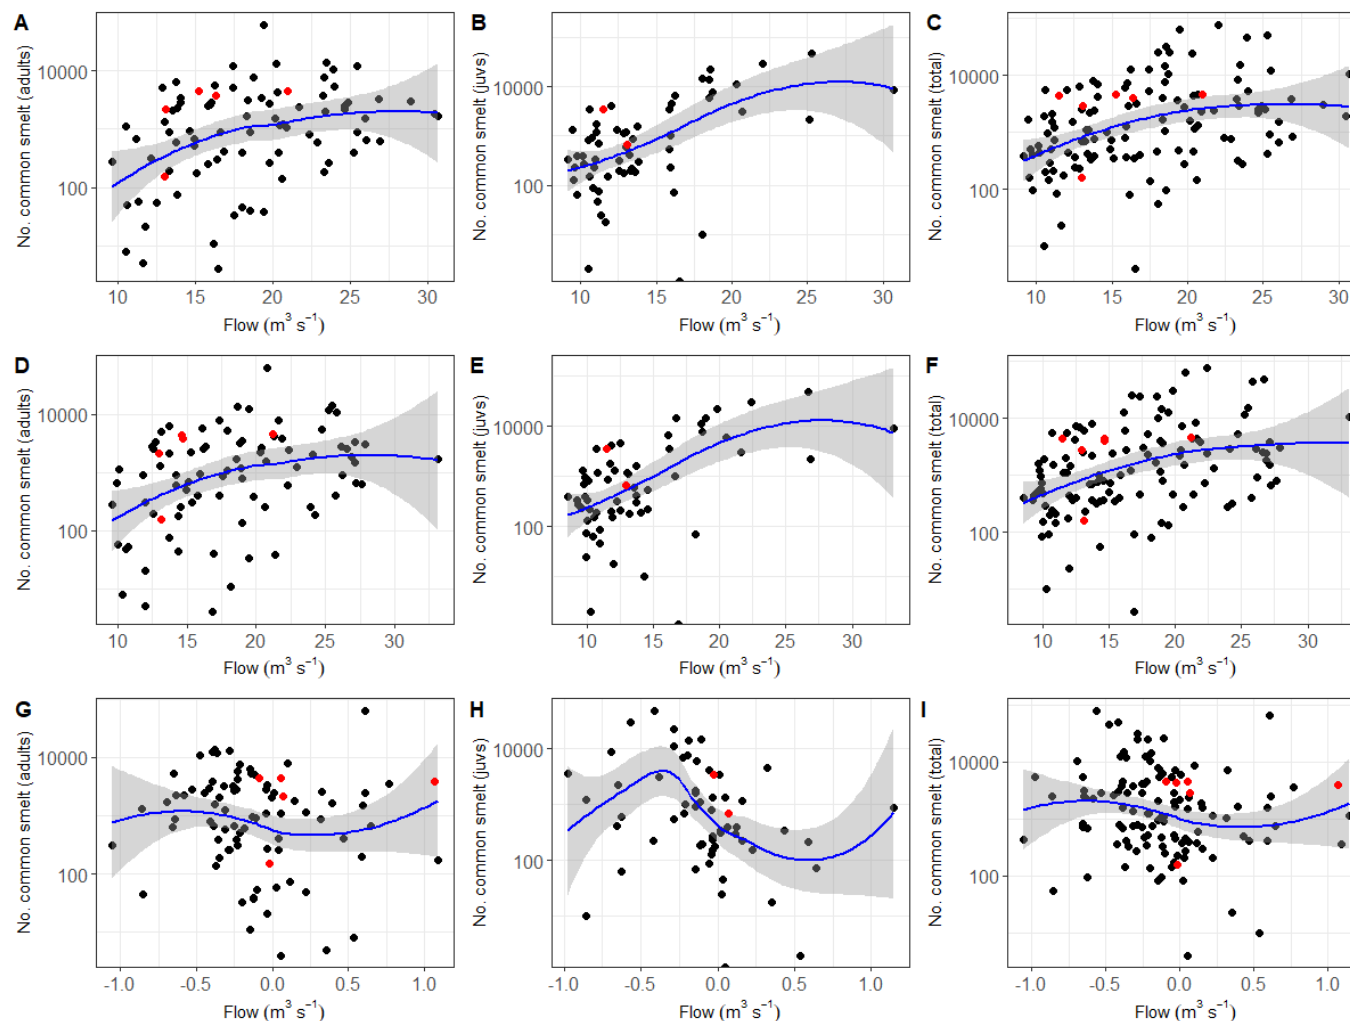 A
No. common smelt (adults)
10000
100
10 15 20 25 30
Flow (m³ s⁻¹)
B
No. common smelt (juvs)
10000
100
10 15 20 25 30
Flow (m³ s⁻¹)
C
No. common smelt (total)
10000
100
10 15 20 25 30
Flow (m³ s⁻¹)
D
No. common smelt (adults)
10000
100
10 15 20 25 30
Flow (m³ s⁻¹)
E
No. common smelt (juvs)
10000
100
10 15 20 25 30
Flow (m³ s⁻¹)
F
No. common smelt (total)
10000
100
10 15 20 25 30
Flow (m³ s⁻¹)
G
No. common smelt (adults)
10000
100
-1.0 -0.5 0.0 0.5 1.0
Flow (m³ s⁻¹)
H
No. common smelt (juvs)
10000
100
-1.0 -0.5 0.0 0.5 1.0
Flow (m³ s⁻¹)
I
No. common smelt (total)
10000
100
-1.0 -0.5 0.0 0.5 1.0
Flow (m³ s⁻¹)